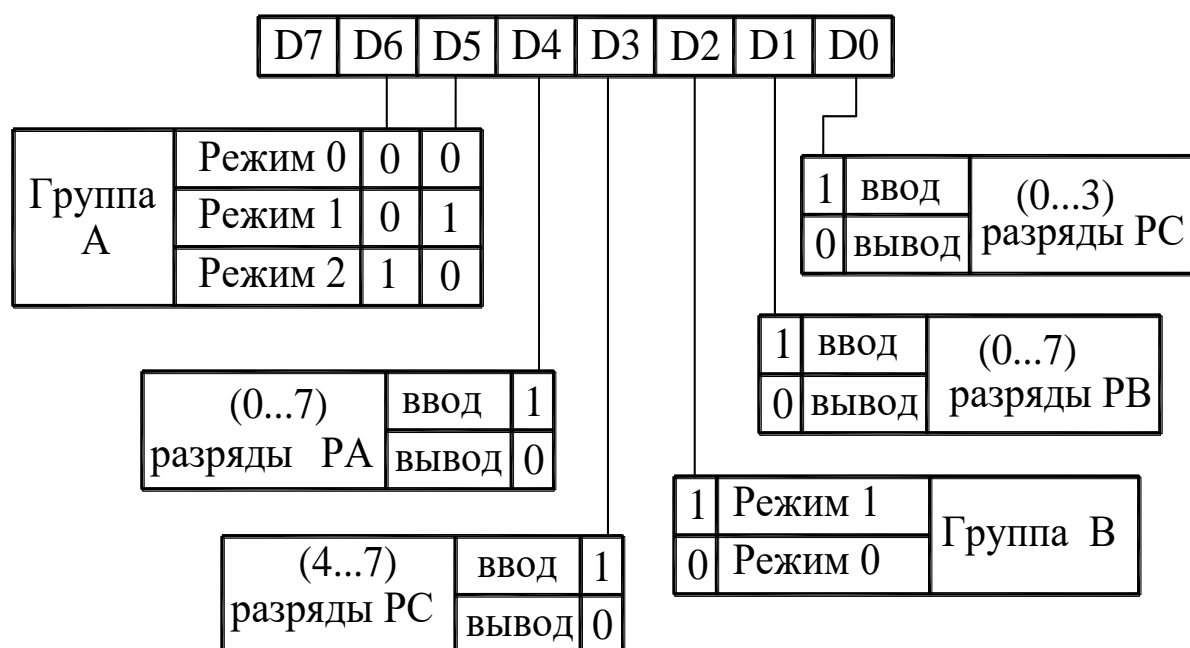 D7 D6 D5 D4 D3 D2 D1 D0
Группа A
Режим 0 0 0
Режим 1 0 1
Режим 2 1 0
1 ввод
0 вывод
(0...3)
разряды PC
1 ввод
0 вывод
(0...7)
разряды PB
(0...7)
разряды PA
ввод 1
вывод 0
1 Режим 1
0 Режим 0
Группа B
(4...7)
разряды PC
ввод 1
вывод 0